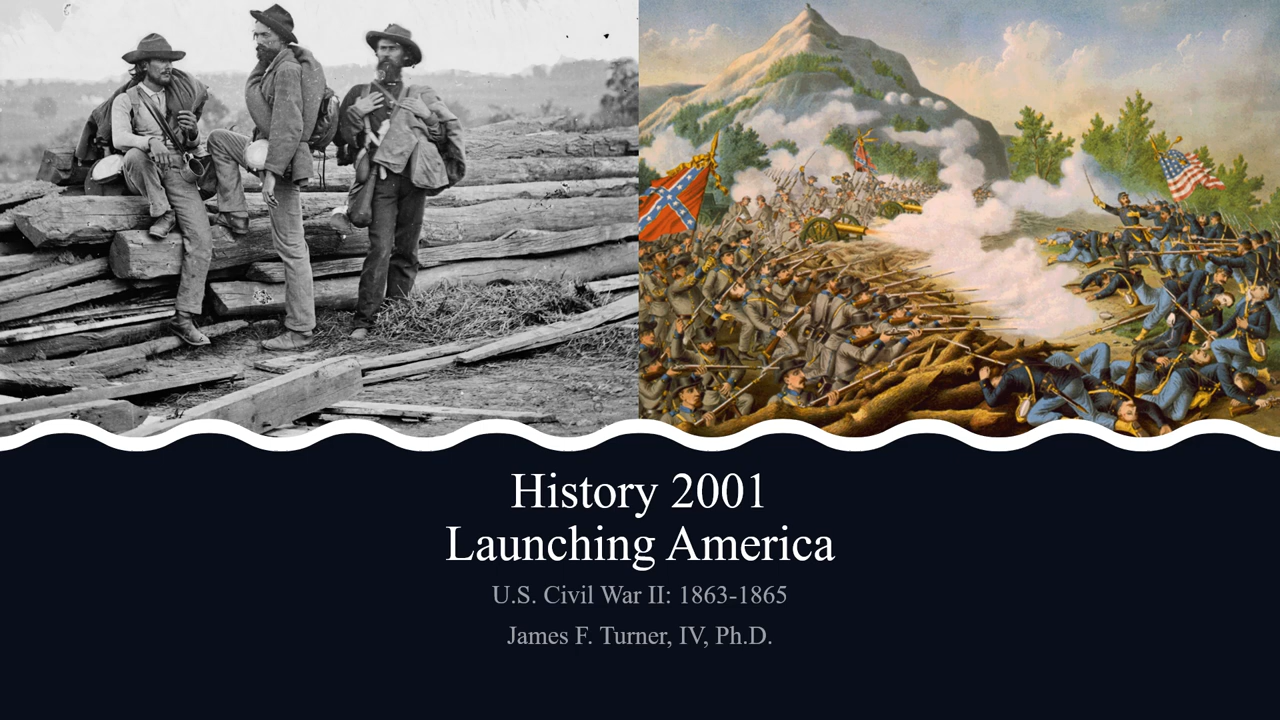 History 2001
Launching America
U.S. Civil War II: 1863-1865
James F. Turner, IV, Ph.D.